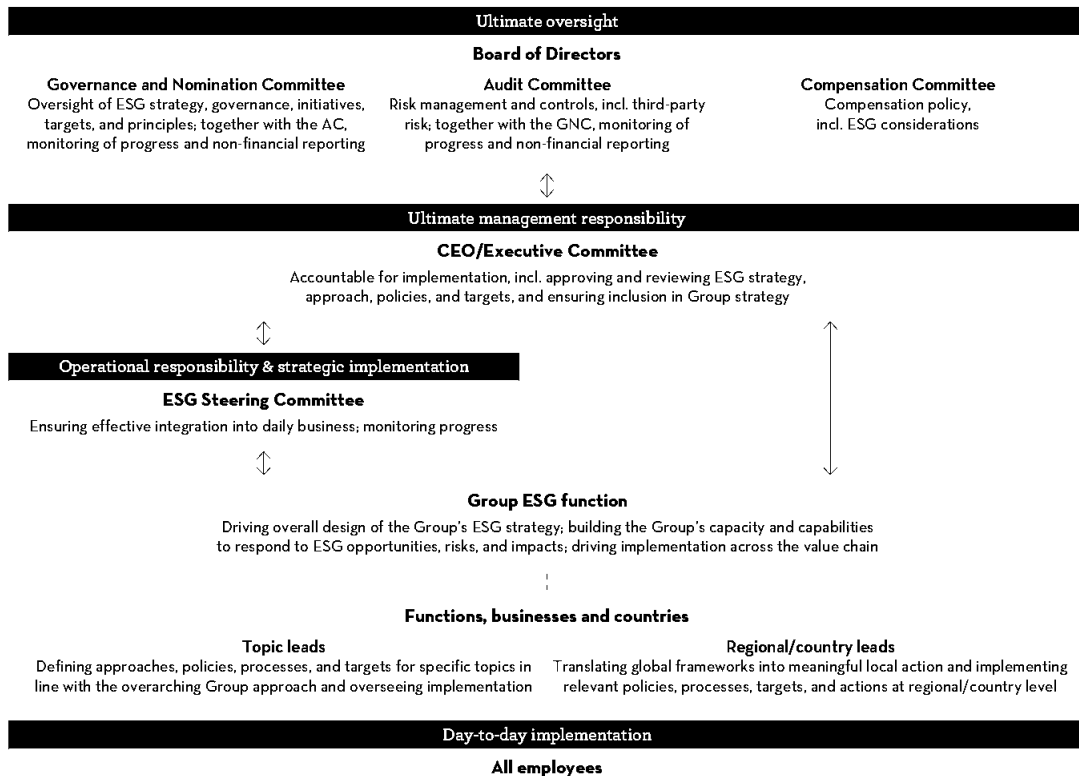 Ultimate oversight
Board of Directors
Governance and Nomination Committee
Oversight of ESG strategy, governance, initiatives,
targets, and principles; together with the AC,
monitoring of progress and non-financial reporting
Audit Committee
Risk management and controls, incl. third-party
risk; together with the GNC, monitoring of
progress and non-financial reporting
Compensation Committee
Compensation policy,
incl. ESG considerations
Ultimate management responsibility
CEO/Executive Committee
Accountable for implementation, incl. approving and reviewing ESG strategy,
approach, policies, and targets, and ensuring inclusion in Group strategy
Operational responsibility & strategic implementation
ESG Steering Committee
Ensuring effective integration into daily business; monitoring progress
Group ESG function
Driving overall design of the Group's ESG strategy; building the Group's capacity and capabilities
to respond to ESG opportunities, risks, and impacts; driving implementation across the value chain
Functions, businesses and countries
Topic leads
Defining approaches, policies, processes, and targets for specific topics in
line with the overarching Group approach and overseeing implementation
Regional/country leads
Translating global frameworks into meaningful local action and implementing
relevant policies, processes, targets, and actions at regional/country level
Day-to-day implementation
All employees